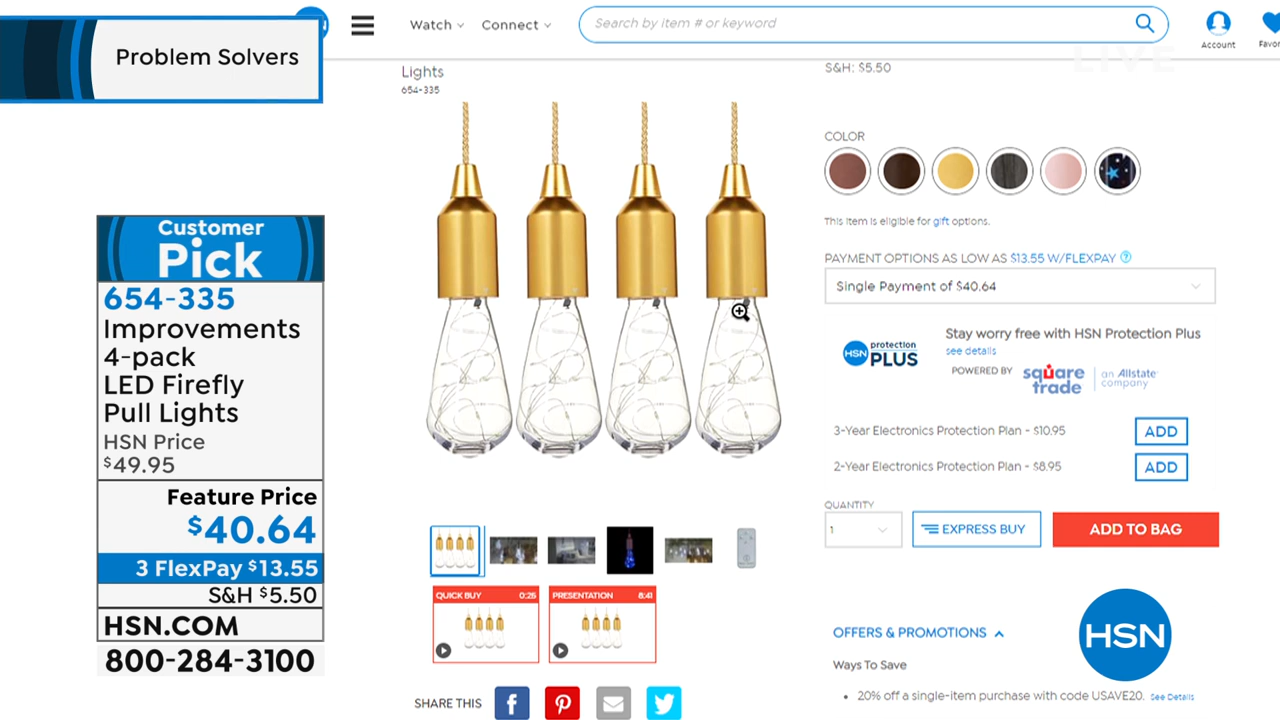 Problem Solvers
Watch
Connect
Search by item # or keyword
Account
LIVE
Customer
Pick
654-335
Improvements
4-pack
LED Firefly
Pull Lights
HSN Price
$49.95
Feature Price
$40.64
3 FlexPay $13.55
S&H $5.50
HSN.COM
800-284-3100
Lights
654-335
QUICK BUY 0:25
PRESENTATION 8:41
SHARE THIS
S&H: $5.50
COLOR
This item is eligible for gift options.
PAYMENT OPTIONS AS LOW AS $13.55 W/FLEXPAY ?
Single Payment of $40.64
HSN protection PLUS
Stay worry free with HSN Protection Plus
see details
POWERED BY square trade an Allstate company
3-Year Electronics Protection Plan - $10.95 ADD
2-Year Electronics Protection Plan - $8.95 ADD
QUANTITY
1
EXPRESS BUY
ADD TO BAG
OFFERS & PROMOTIONS
HSN
Ways To Save
• 20% off a single-item purchase with code USAVE20. See Details